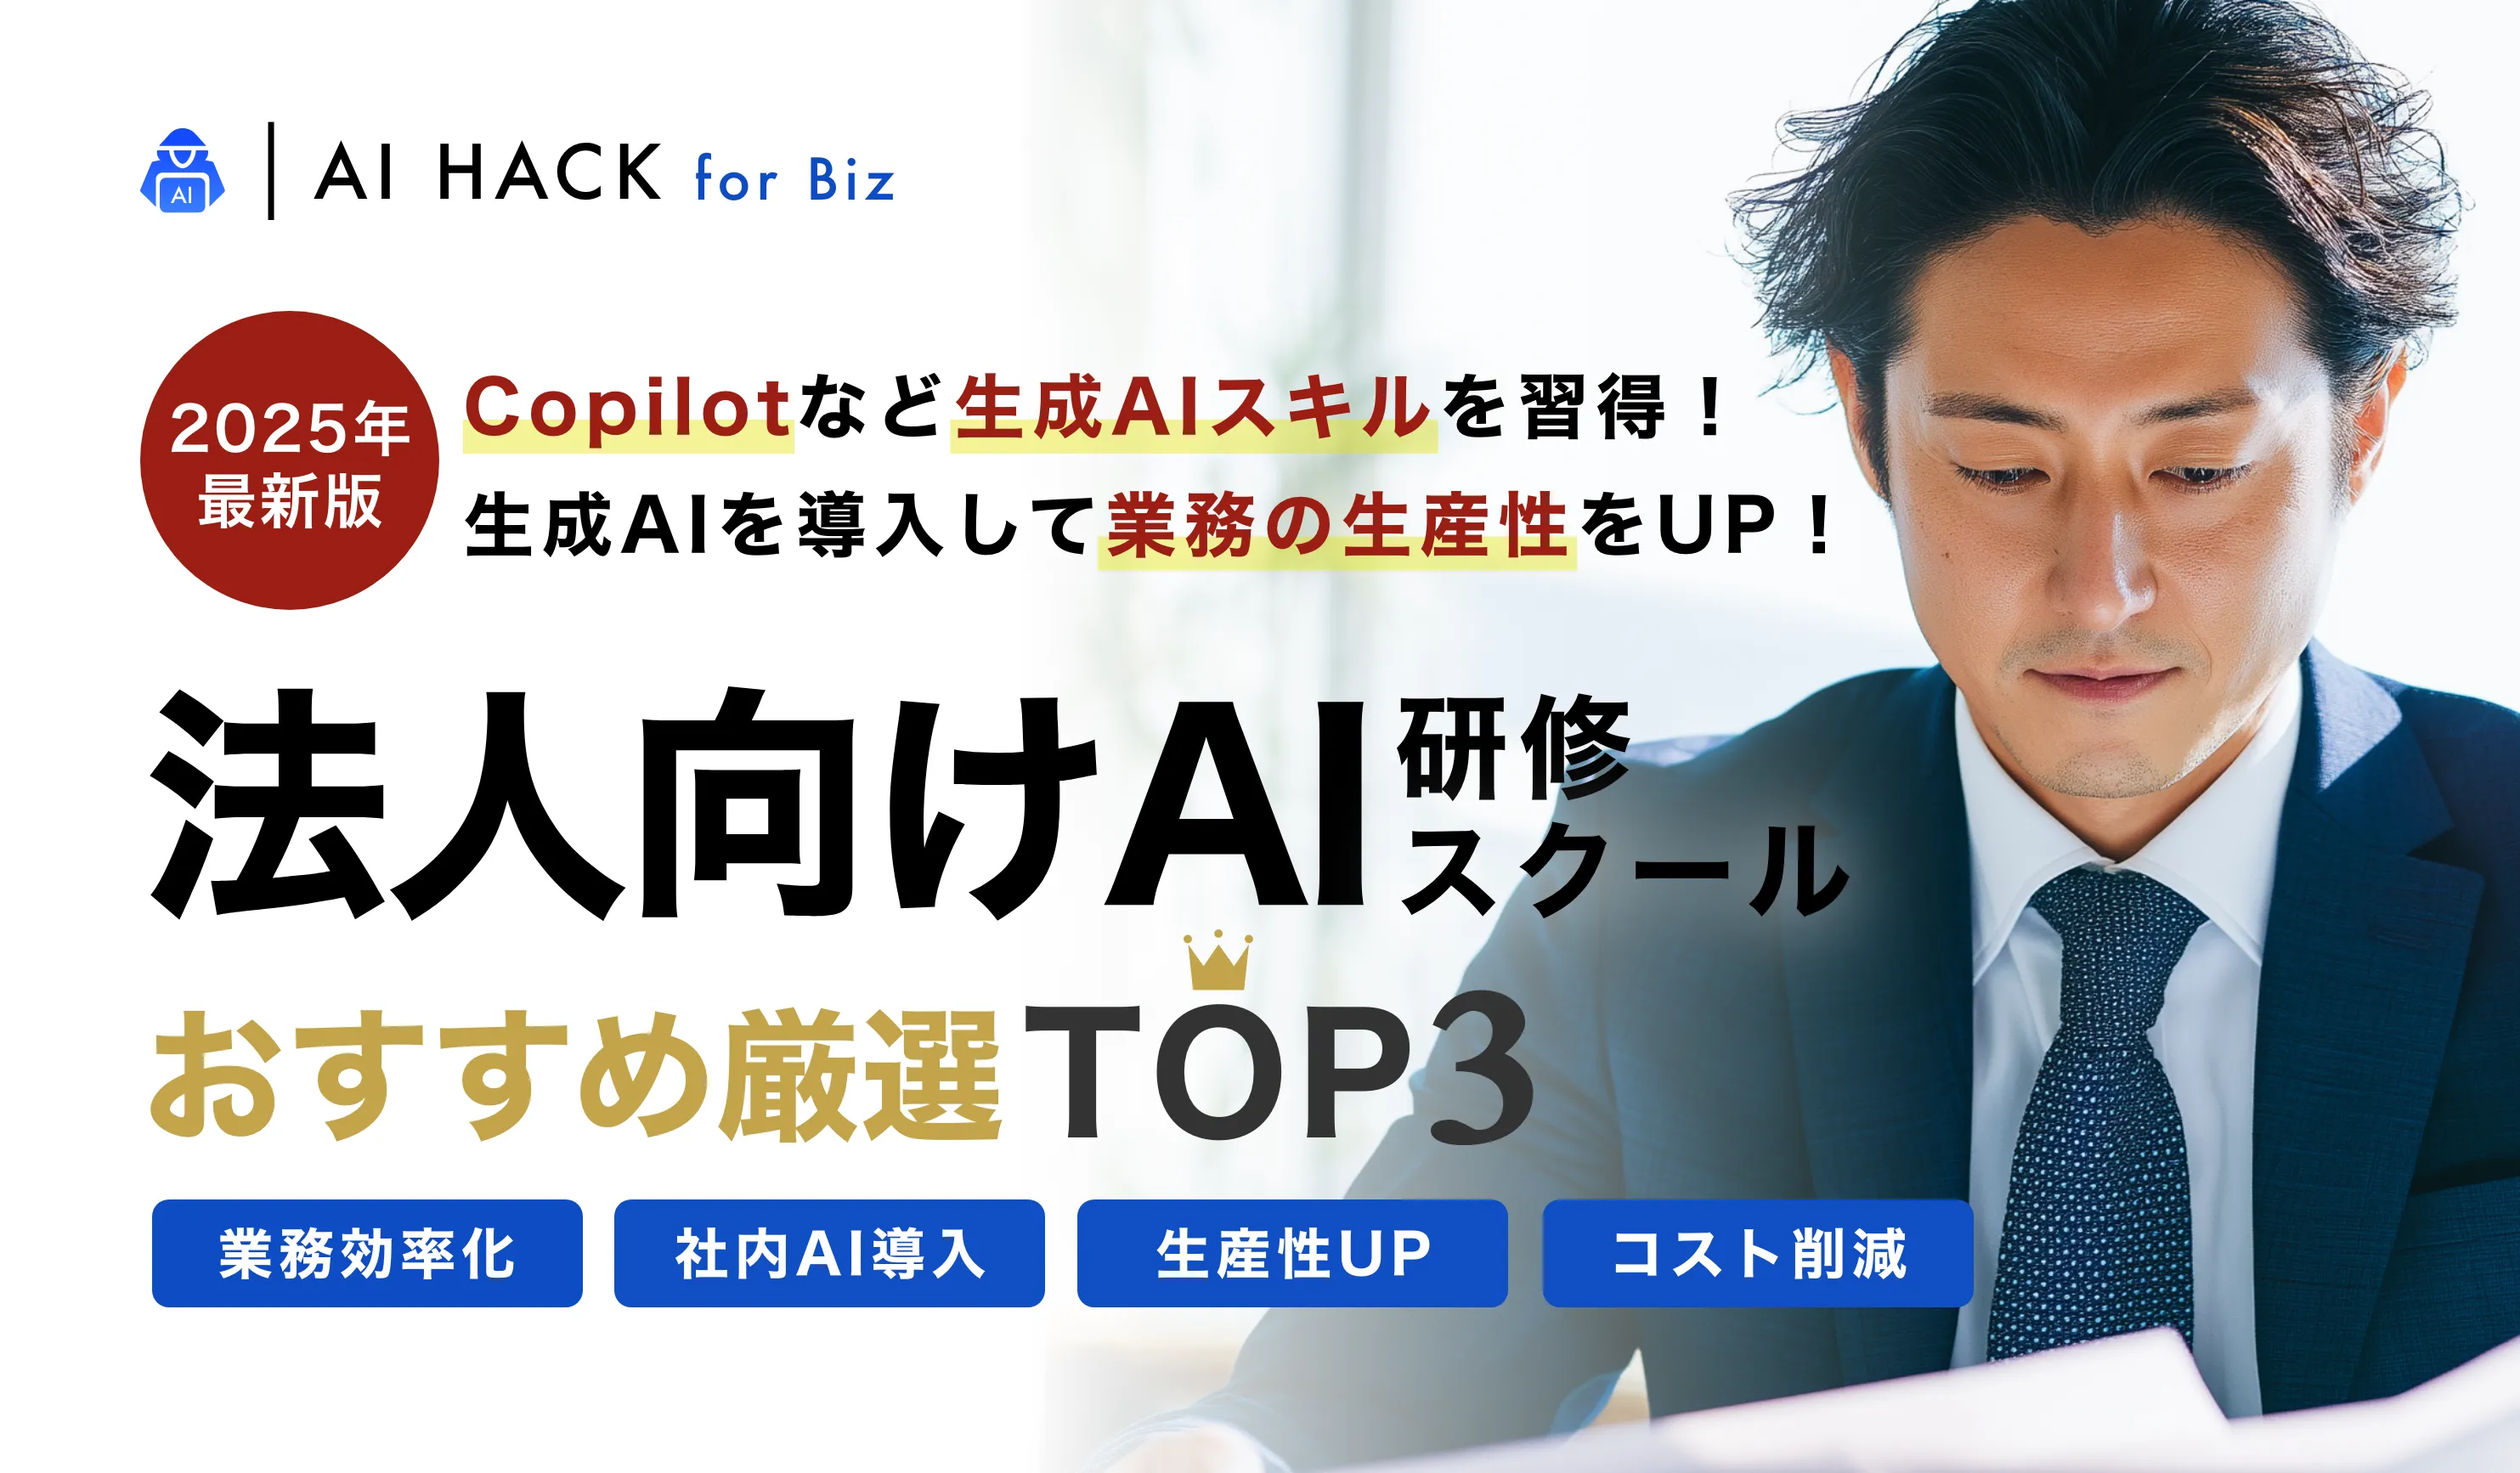 AI
AI HACK for Biz
2025年
最新版
Copilotなど生成AIスキルを習得！
生成AIを導入して業務の生産性をUP！
法人向けAI研修
スクール
おすすめ厳選TOP3
業務効率化
社内AI導入
生産性UP
コスト削減